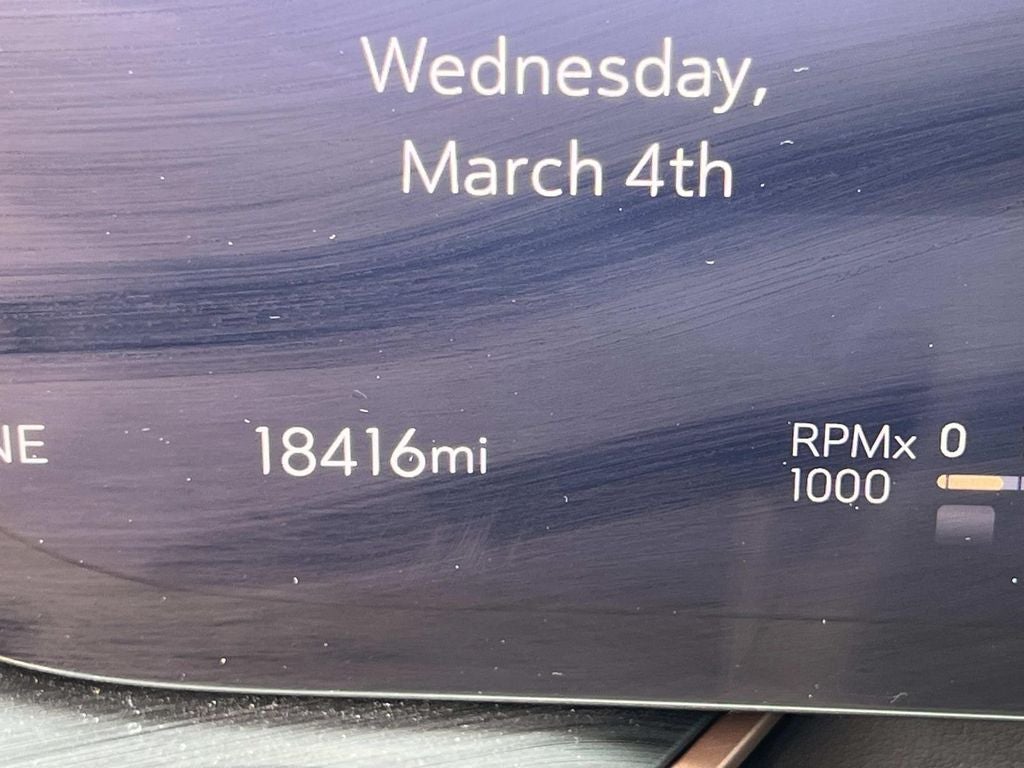 Wednesday,
March 4th
NE
18416mi
RPMx 0
1000